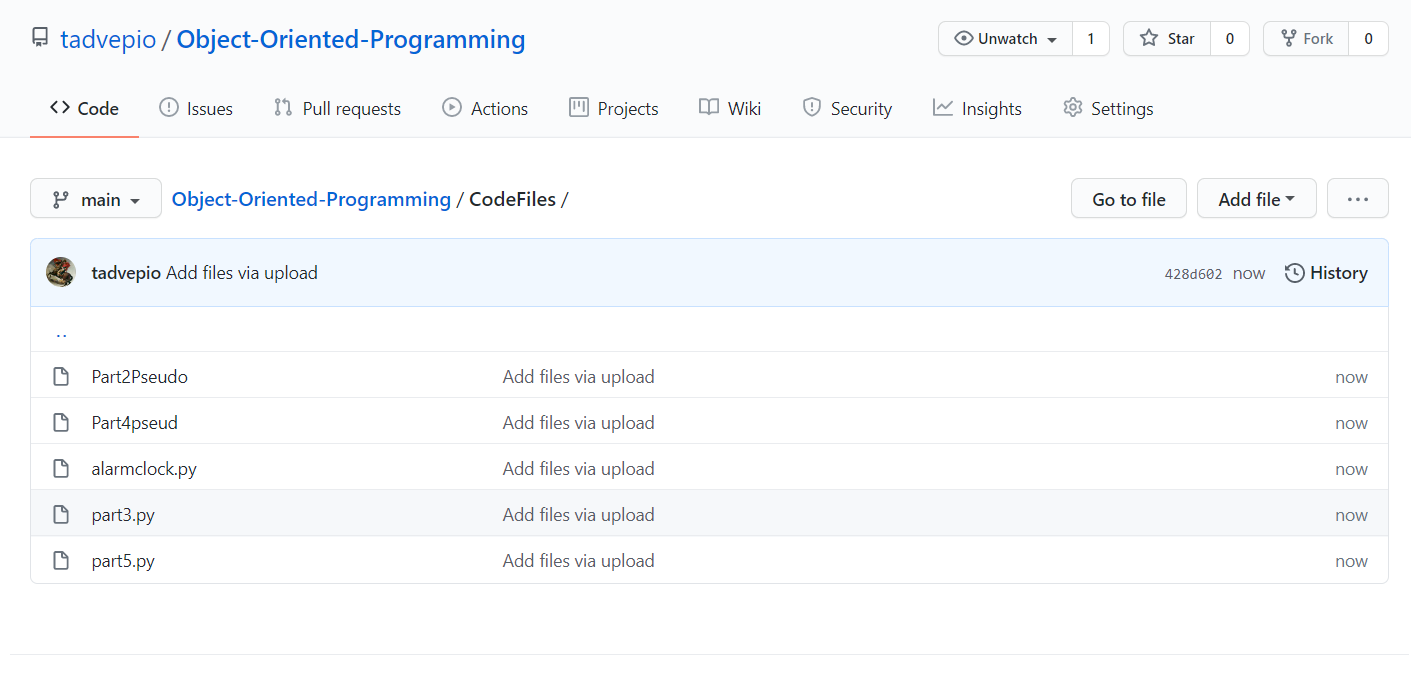 tadvepio / Object-Oriented-Programming Unwatch 1 Star 0 Fork 0
Code Issues Pull requests Actions Projects Wiki Security Insights Settings
main Object-Oriented-Programming / CodeFiles / Go to file Add file ...
tadvepio Add files via upload 428d602 now History
..
Part2Pseudo Add files via upload now
Part4pseud Add files via upload now
alarmclock.py Add files via upload now
part3.py Add files via upload now
part5.py Add files via upload now